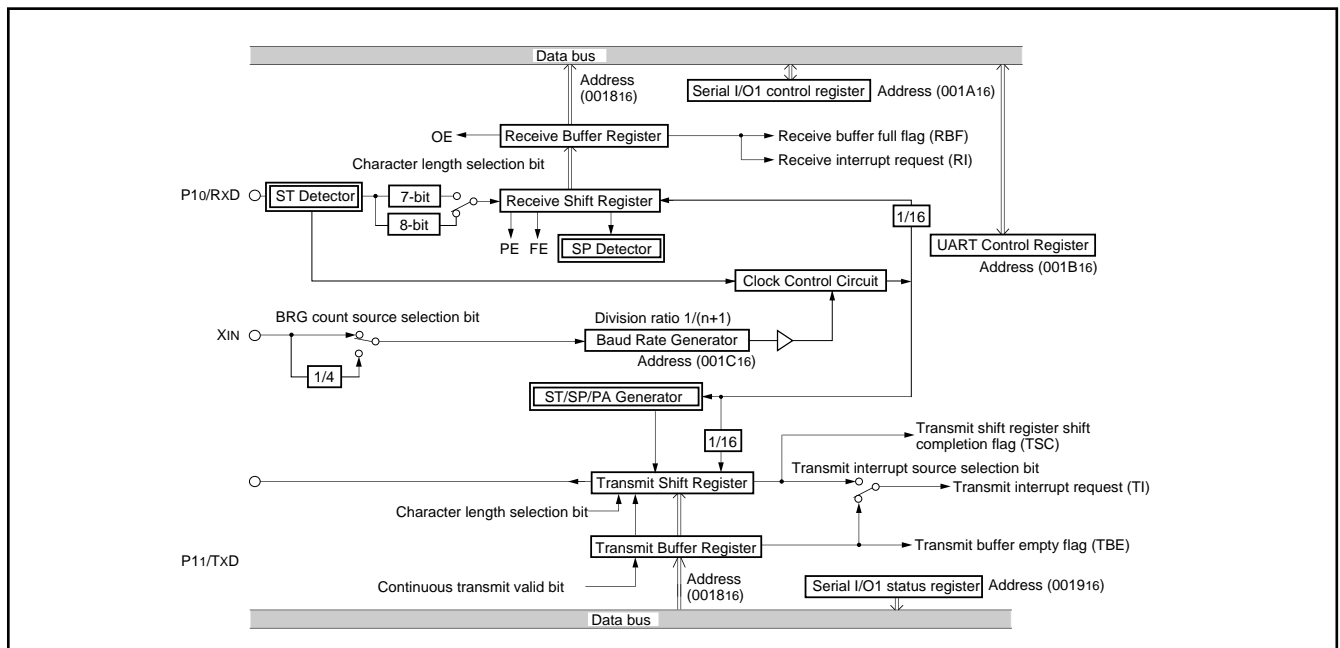 Data bus
Address
(001816)
Serial I/O1 control register Address (001A16)
OE Receive Buffer Register Receive buffer full flag (RBF)
Receive interrupt request (RI)
Character length selection bit
P10/RXD ST Detector 7-bit Receive Shift Register
8-bit
1/16
PE FE SP Detector
UART Control Register
Address (001B16)
Clock Control Circuit
BRG count source selection bit
Division ratio 1/(n+1)
XIN Baud Rate Generator
Address (001C16)
1/4
ST/SP/PA Generator
1/16
Transmit shift register shift
completion flag (TSC)
Transmit interrupt source selection bit
Transmit Shift Register
Transmit interrupt request (TI)
Character length selection bit
Transmit Buffer Register Transmit buffer empty flag (TBE)
P11/TXD
Continuous transmit valid bit
Address
(001816)
Serial I/O1 status register Address (001916)
Data bus